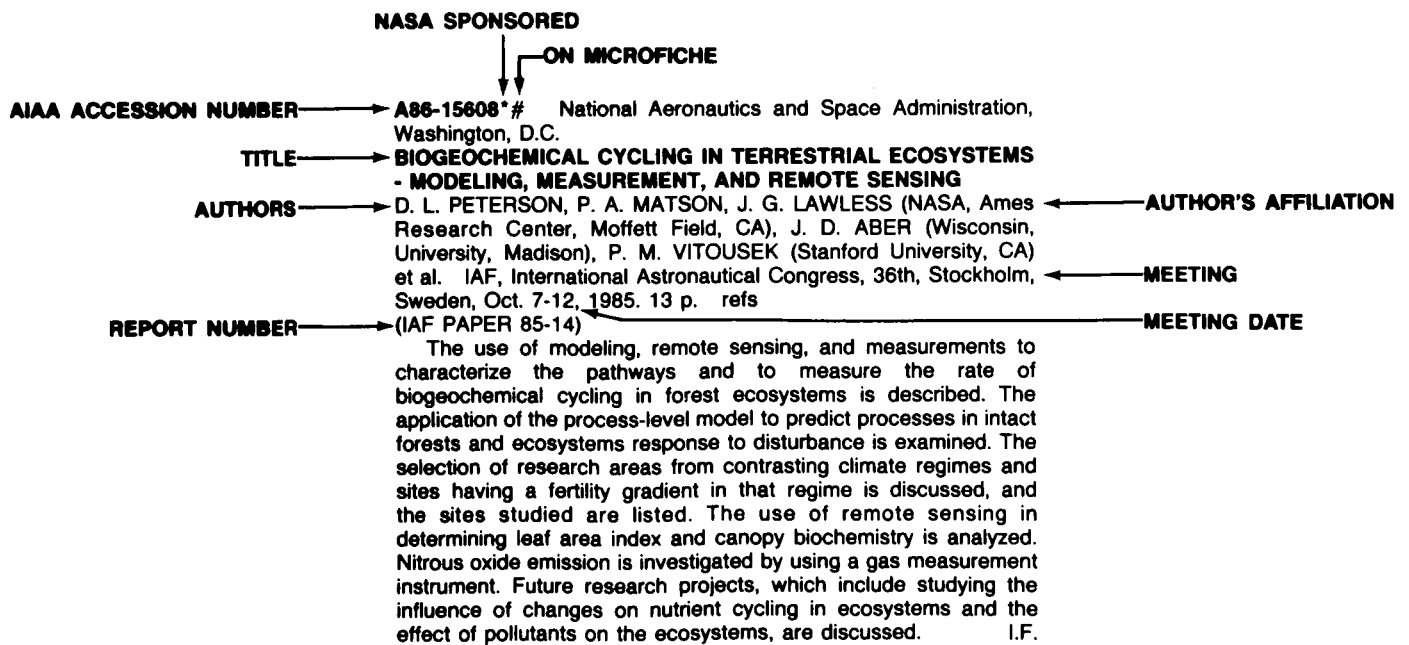 NASA SPONSORED
ON MICROFICHE
AIAA ACCESSION NUMBER
A86-15608*# National Aeronautics and Space Administration,
Washington, D.C.
TITLE
BIOGEOCHEMICAL CYCLING IN TERRESTRIAL ECOSYSTEMS
- MODELING, MEASUREMENT, AND REMOTE SENSING
AUTHORS
D. L. PETERSON, P. A. MATSON, J. G. LAWLESS (NASA, Ames
AUTHOR'S AFFILIATION
Research Center, Moffett Field, CA), J. D. ABER (Wisconsin,
University, Madison), P. M. VITOUSEK (Stanford University, CA)
et al. IAF, International Astronautical Congress, 36th, Stockholm,
MEETING
Sweden, Oct. 7-12, 1985. 13 p. refs
REPORT NUMBER
(IAF PAPER 85-14)
MEETING DATE
The use of modeling, remote sensing, and measurements to
characterize the pathways and to measure the rate of
biogeochemical cycling in forest ecosystems is described. The
application of the process-level model to predict processes in intact
forests and ecosystems response to disturbance is examined. The
selection of research areas from contrasting climate regimes and
sites having a fertility gradient in that regime is discussed, and
the sites studied are listed. The use of remote sensing in
determining leaf area index and canopy biochemistry is analyzed.
Nitrous oxide emission is investigated by using a gas measurement
instrument. Future research projects, which include studying the
influence of changes on nutrient cycling in ecosystems and the
effect of pollutants on the ecosystems, are discussed. I.F.